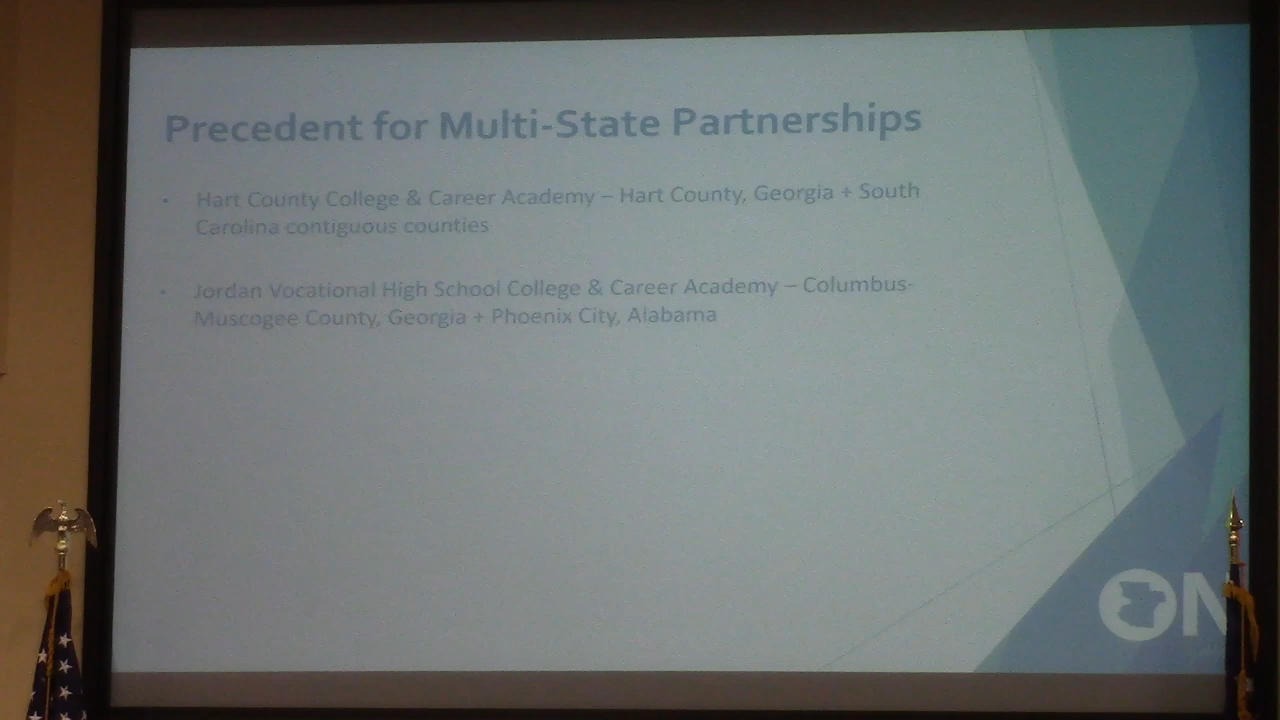 Precedent for Multi-State Partnerships
• Hart County College & Career Academy – Hart County, Georgia + South
Carolina contiguous counties
• Jordan Vocational High School College & Career Academy – Columbus-
Muscogee County, Georgia + Phoenix City, Alabama
ON